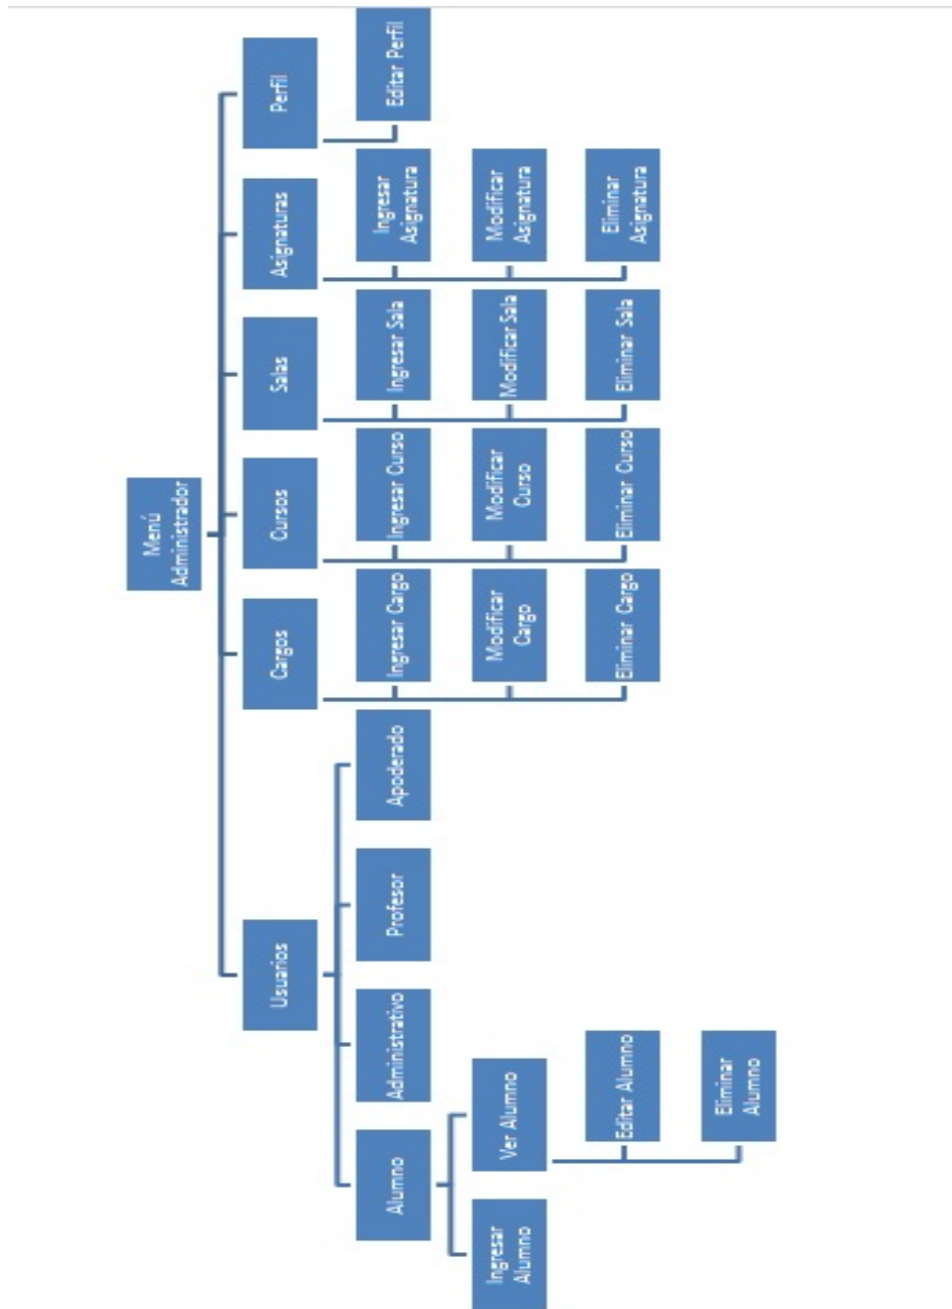 Menú
Administrador
Usuarios
Cargos
Cursos
Salas
Asignaturas
Perfil
Alumno
Administrativo
Profesor
Apoderado
Ingresar Cargo
Ingresar Curso
Ingresar Sala
Ingresar
Asignatura
Editar Perfil
Ingresar
Alumno
Ver Alumno
Modificar
Cargo
Modificar
Curso
Modificar Sala
Modificar
Asignatura
Editar Alumno
Eliminar Cargo
Eliminar Curso
Eliminar Sala
Eliminar
Asignatura
Eliminar
Alumno